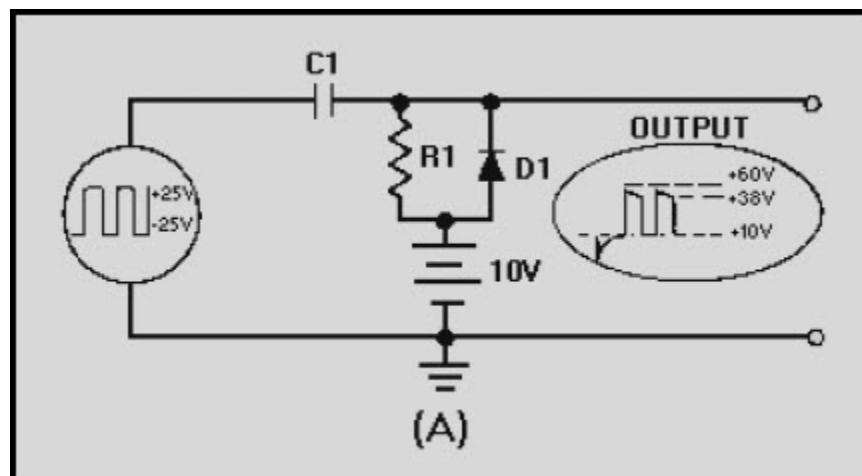 C1
OUTPUT
R1
D1
+25V
-25V
+60V
+38V
+10V
10V
(A)